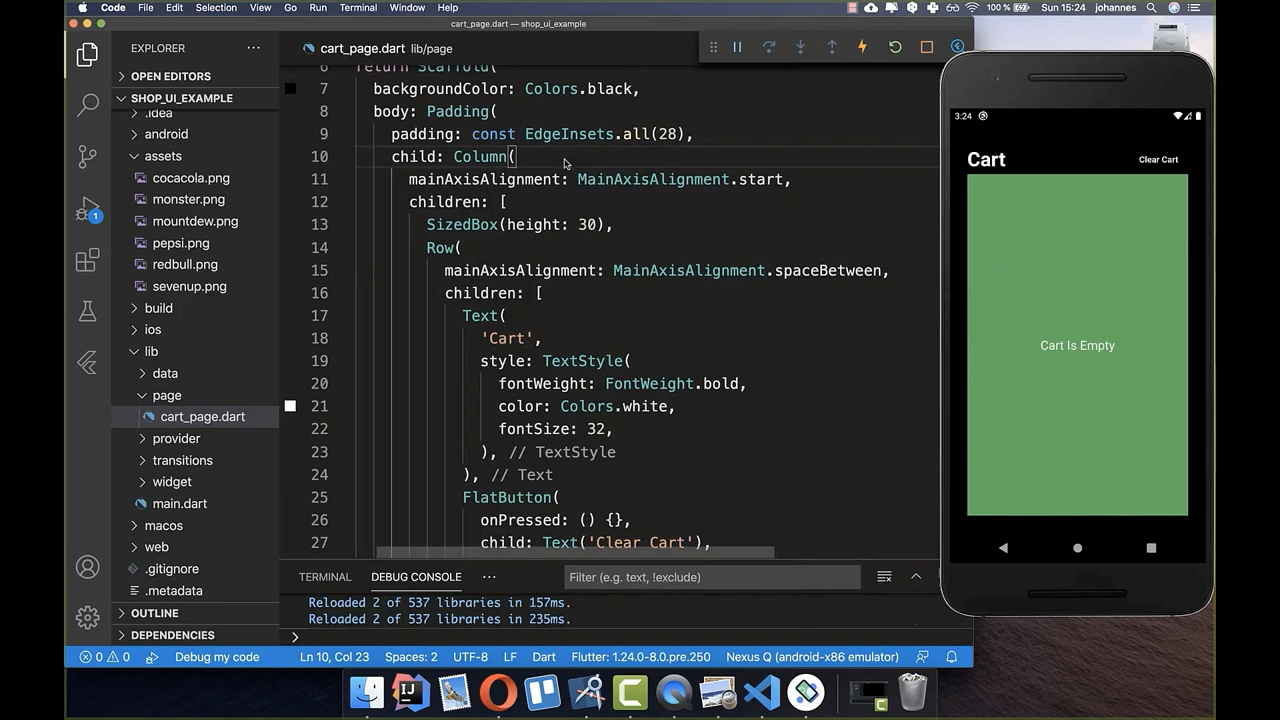 Code File Edit Selection View Go Run Terminal Window Help 100 % Sun 15:24 johannes
cart_page.dart — shop_ui_example
EXPLORER
OPEN EDITORS
SHOP_UI_EXAMPLE
.idea
android
assets
cocacola.png
monster.png
mountdew.png
pepsi.png
redbull.png
sevenup.png
build
ios
lib
data
page
cart_page.dart
provider
transitions
widget
main.dart
macos
web
.gitignore
.metadata
OUTLINE
DEPENDENCIES
1
cart_page.dart lib/page
6 return Scaffold(
7 backgroundColor: Colors.black,
8 body: Padding(
9 padding: const EdgeInsets.all(28),
10 child: Column(
11 mainAxisAlignment: MainAxisAlignment.start,
12 children: [
13 SizedBox(height: 30),
14 Row(
15 mainAxisAlignment: MainAxisAlignment.spaceBetween,
16 children: [
17 Text(
18 'Cart',
19 style: TextStyle(
20 fontWeight: FontWeight.bold,
21 color: Colors.white,
22 fontSize: 32,
23 ), // TextStyle
24 ), // Text
25 FlatButton(
26 onPressed: () {},
27 child: Text('Clear Cart'),
TERMINAL DEBUG CONSOLE Filter (e.g. text, !exclude)
Reloaded 2 of 537 libraries in 157ms.
Reloaded 2 of 537 libraries in 235ms.
0 0 Debug my code Ln 10, Col 23 Spaces: 2 UTF-8 LF Dart Flutter: 1.24.0-8.0.pre.250 Nexus Q (android-x86 emulator)
3:24
Cart Clear Cart
Cart Is Empty